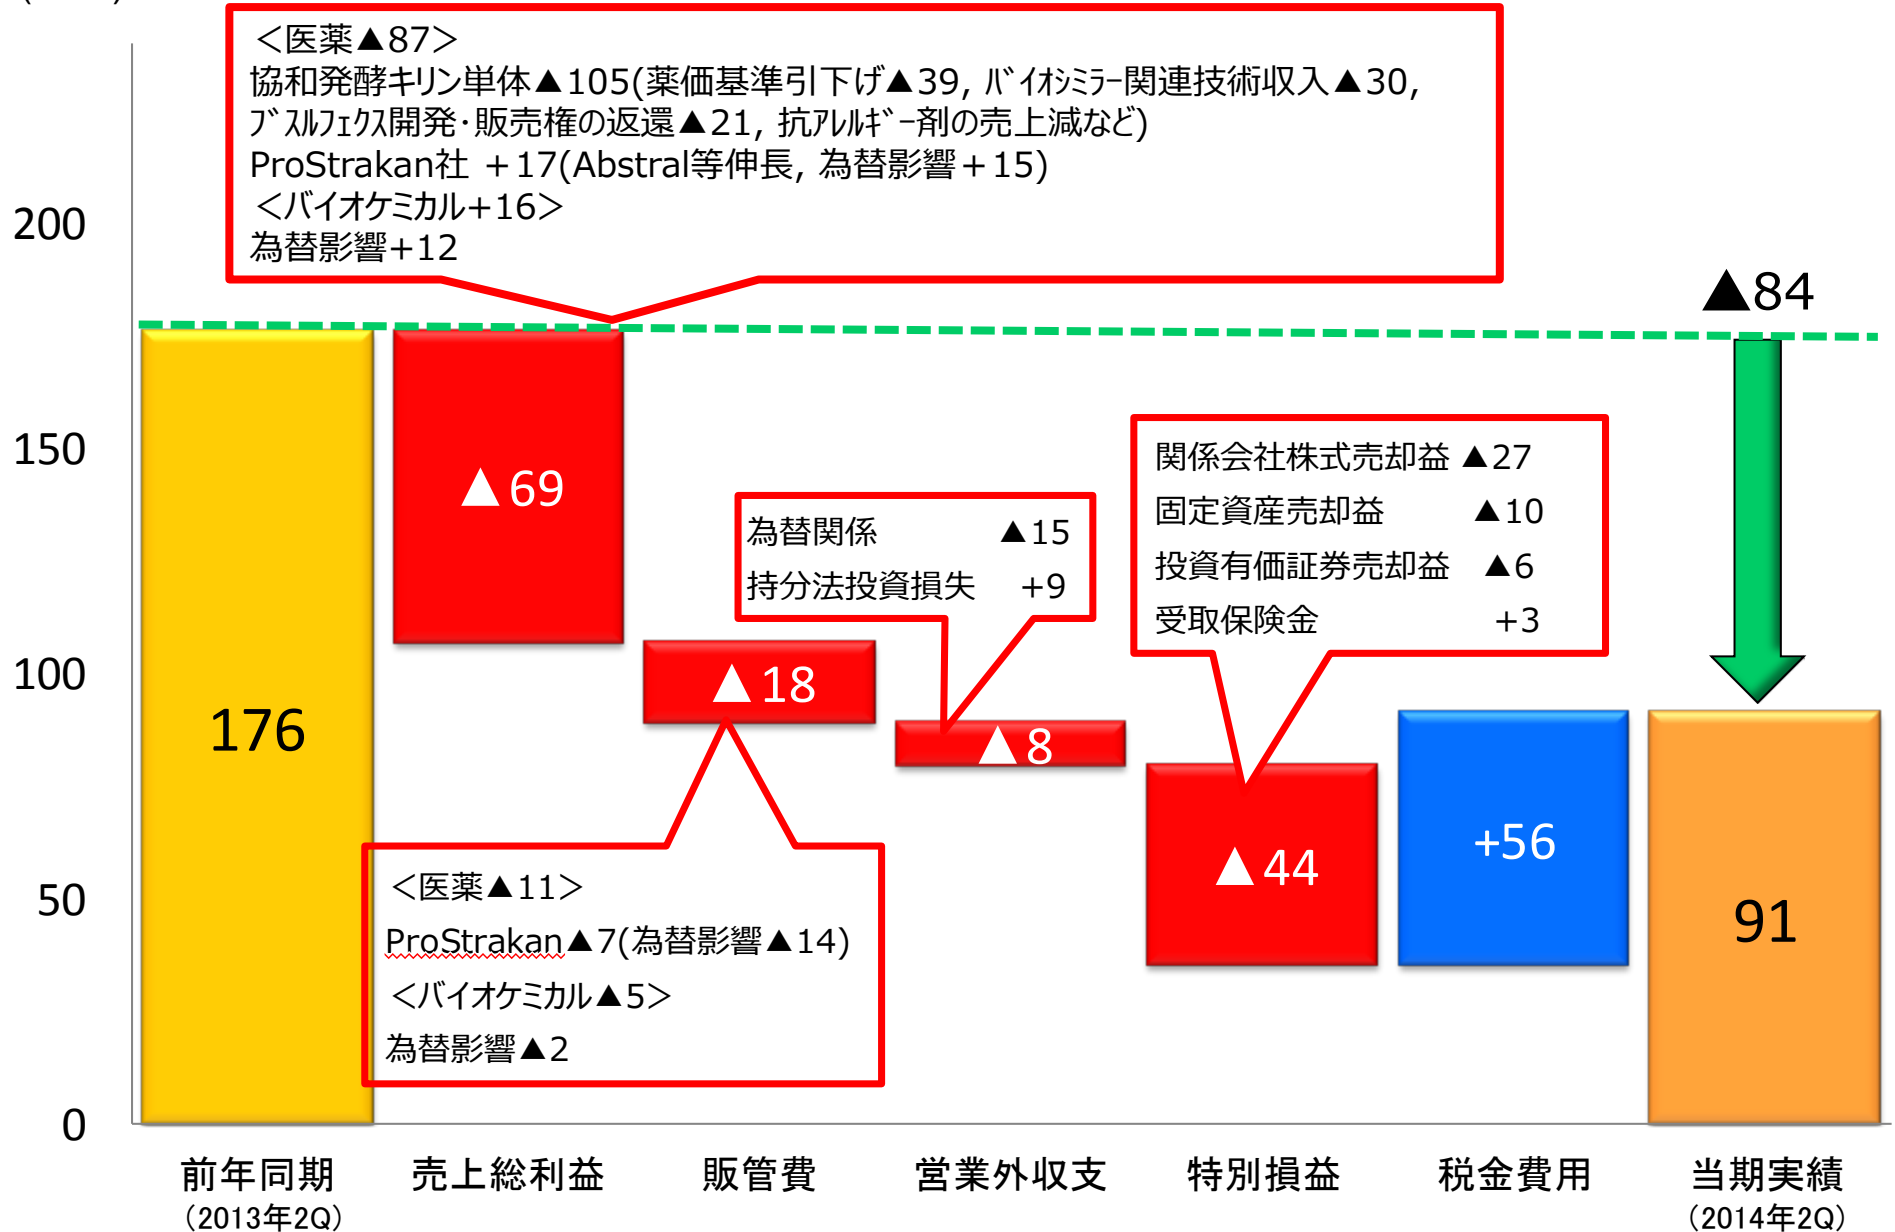 <医薬▲87>
協和発酵キリン単体▲105(薬価基準引下げ▲39, ﾊﾞｲｵｼﾐﾗｰ関連技術収入▲30,
ﾌﾞｽﾙﾌｪｸｽ開発・販売権の返還▲21, 抗ｱﾚﾙｷﾞｰ剤の売上減など)
ProStrakan社 +17(Abstral等伸長, 為替影響+15)
<バイオケミカル+16>
為替影響+12
▲84
200
150
100
50
0
176
▲69
▲18
▲8
▲44
+56
91
為替関係 ▲15
持分法投資損失 +9
関係会社株式売却益 ▲27
固定資産売却益 ▲10
投資有価証券売却益 ▲6
受取保険金 +3
<医薬▲11>
ProStrakan▲7(為替影響▲14)
<バイオケミカル▲5>
為替影響▲2
前年同期
(2013年2Q)
売上総利益
販管費
営業外収支
特別損益
税金費用
当期実績
(2014年2Q)